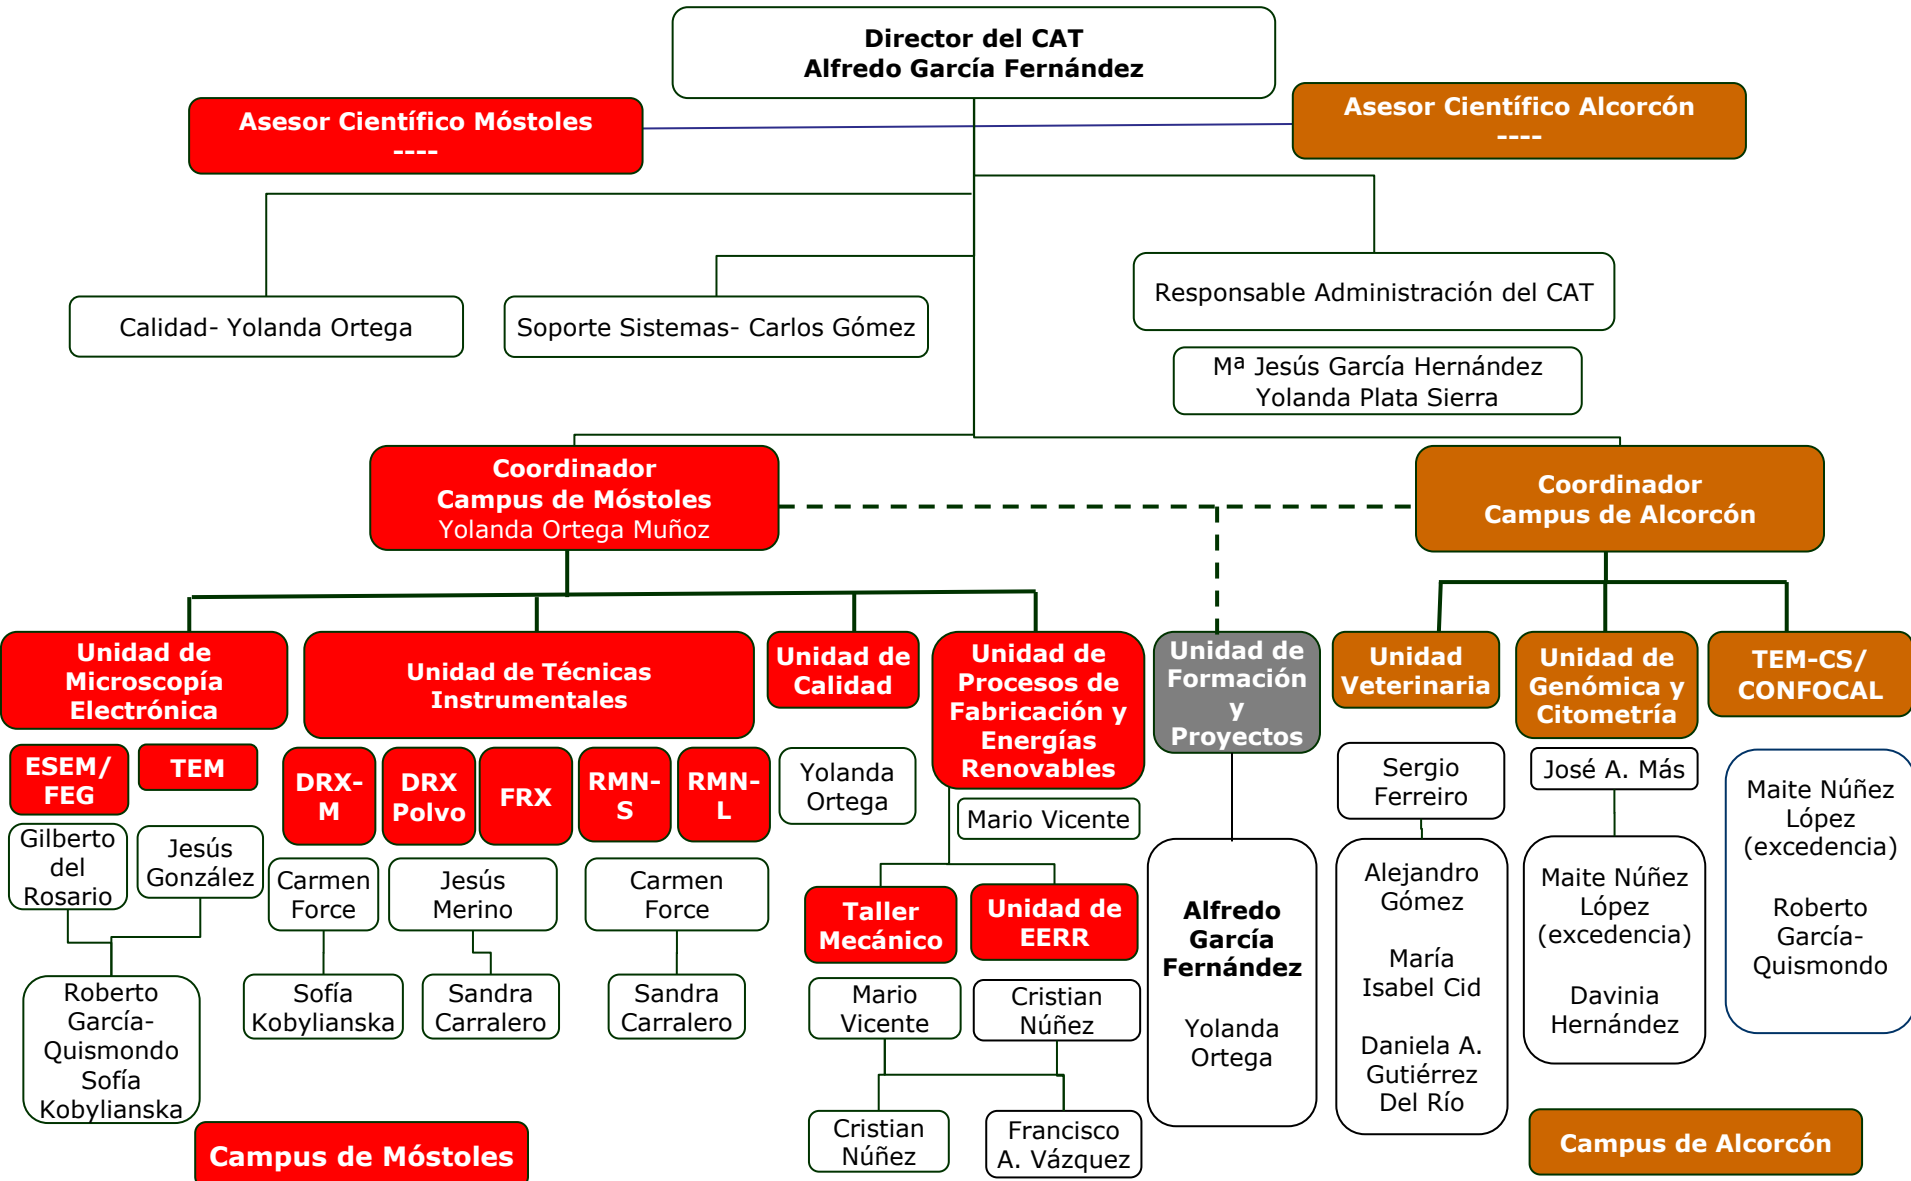 Director del CAT
Alfredo García Fernández
Asesor Científico Móstoles
----
Asesor Científico Alcorcón
----
Calidad- Yolanda Ortega
Soporte Sistemas- Carlos Gómez
Responsable Administración del CAT
Mª Jesús García Hernández
Yolanda Plata Sierra
Coordinador
Campus de Móstoles
Yolanda Ortega Muñoz
Coordinador
Campus de Alcorcón
Unidad de
Microscopía
Electrónica
Unidad de Técnicas
Instrumentales
Unidad de
Calidad
Unidad de
Procesos de
Fabricación y
Energías
Renovables
Unidad de
Formación
y
Proyectos
Unidad
Veterinaria
Unidad de
Genómica y
Citometría
TEM-CS/
CONFOCAL
ESEM/
FEG
TEM
DRX-
M
DRX
Polvo
FRX
RMN-
S
RMN-
L
Yolanda
Ortega
Mario Vicente
Sergio
Ferreiro
José A. Más
Maite Núñez
López
(excedencia)
Roberto
García-
Quismondo
Gilberto
del
Rosario
Jesús
González
Carmen
Force
Jesús
Merino
Carmen
Force
Taller
Mecánico
Unidad de
EERR
Alfredo
García
Fernández
Yolanda
Ortega
Alejandro
Gómez
María
Isabel Cid
Daniela A.
Gutiérrez
Del Río
Maite Núñez
López
(excedencia)
Davinia
Hernández
Roberto
García-
Quismondo
Sofía
Kobylianska
Sofía
Kobylianska
Sandra
Carralero
Sandra
Carralero
Mario
Vicente
Cristian
Núñez
Cristian
Núñez
Francisco
A. Vázquez
Campus de Móstoles
Campus de Alcorcón